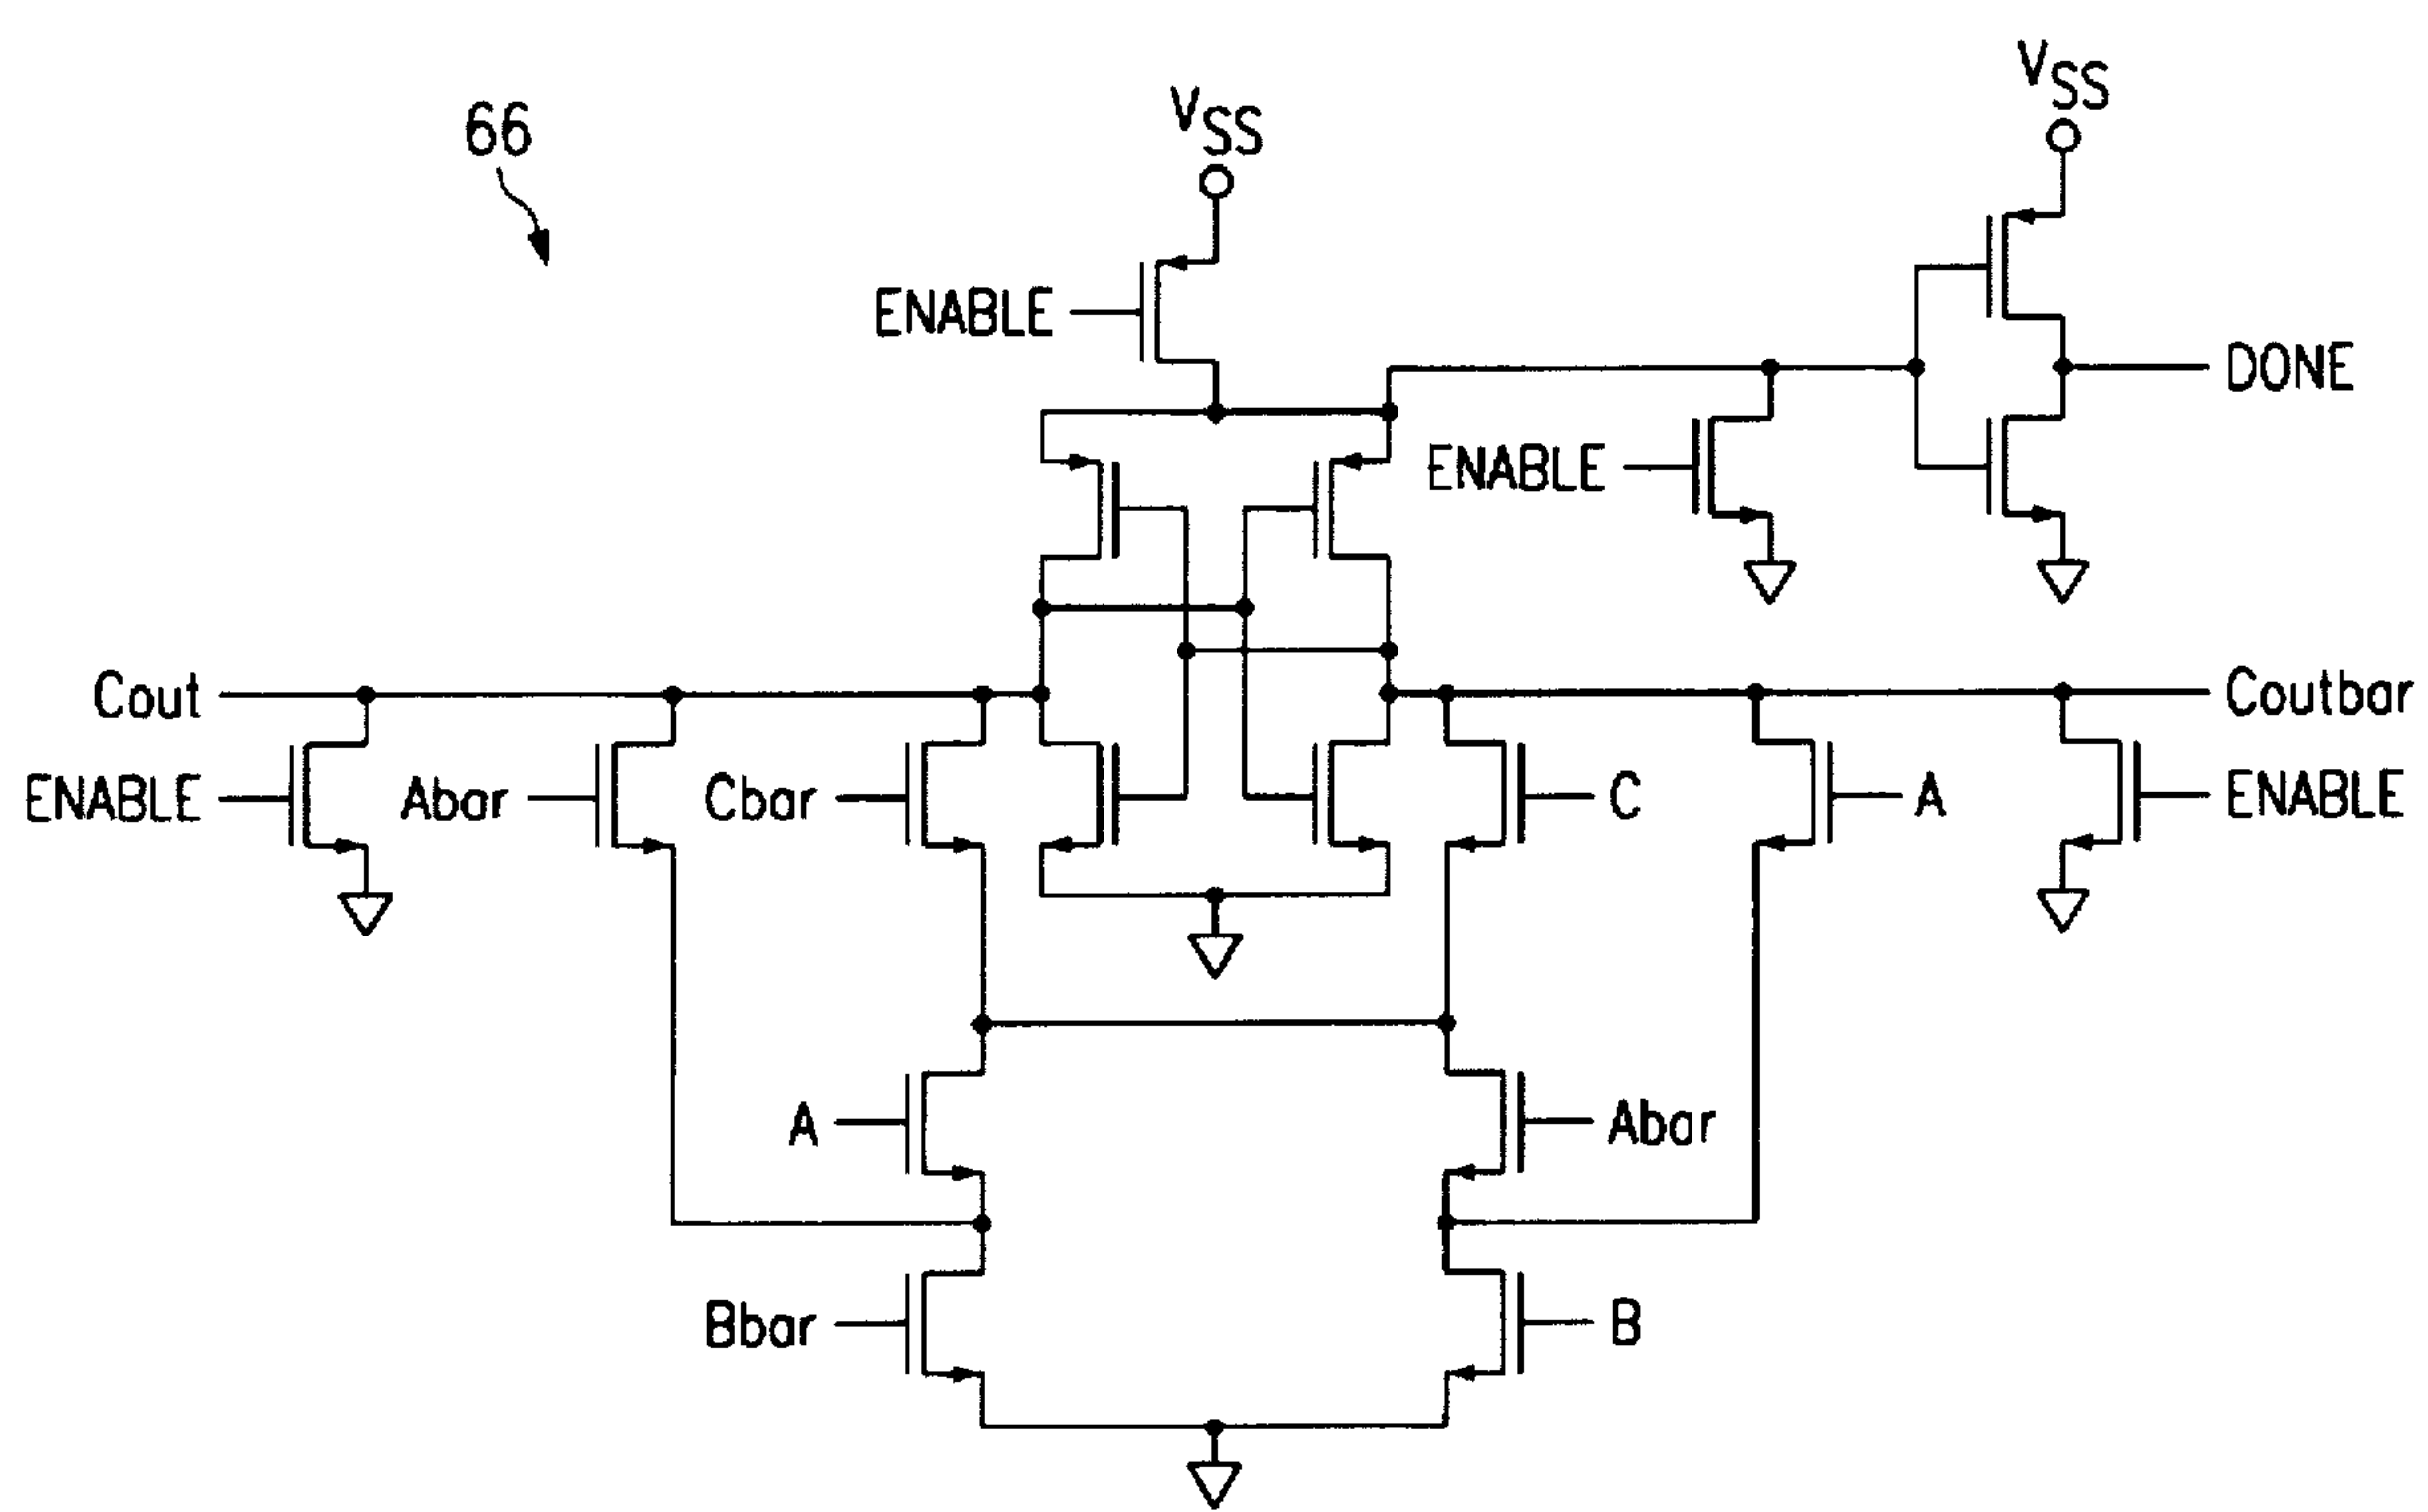 66
VSS
VSS
ENABLE
DONE
ENABLE
Cout
Coutbar
ENABLE
Abar
Cbar
C
A
ENABLE
A
Abar
Bbar
B